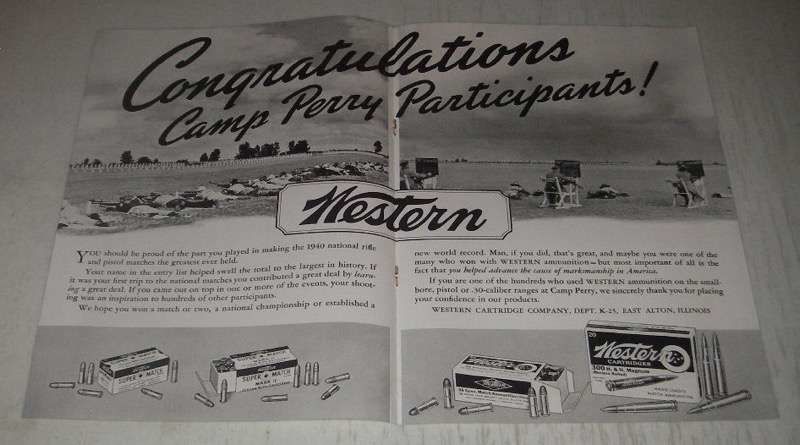 Congratulations
Camp Perry Participants!
Western
YOU should be proud of the part you played in making the 1940 national rifle
and pistol matches the greatest ever held.
Your name in the entry list helped swell the total to the largest in history. If
it was your first trip to the national matches you contributed a great deal by learn-
ing a great deal. If you came out on top in one or more of the events, your shoot-
ing was an inspiration to hundreds of other participants.
We hope you won a match or two, a national championship or established a
new world record. Man, if you did, that's great, and maybe you were one of the
many who won with WESTERN ammunition—but most important of all is the
fact that you helped advance the cause of marksmanship in America.
If you are one of the hundreds who used WESTERN ammunition on the small-
bore, pistol or .30-caliber ranges at Camp Perry, we sincerely thank you for placing
your confidence in our products.
WESTERN CARTRIDGE COMPANY, DEPT. K-25, EAST ALTON, ILLINOIS
SUPER MATCH
SUPER MATCH
MARK II
20
Western
CARTRIDGES
300 H. & H. Magnum